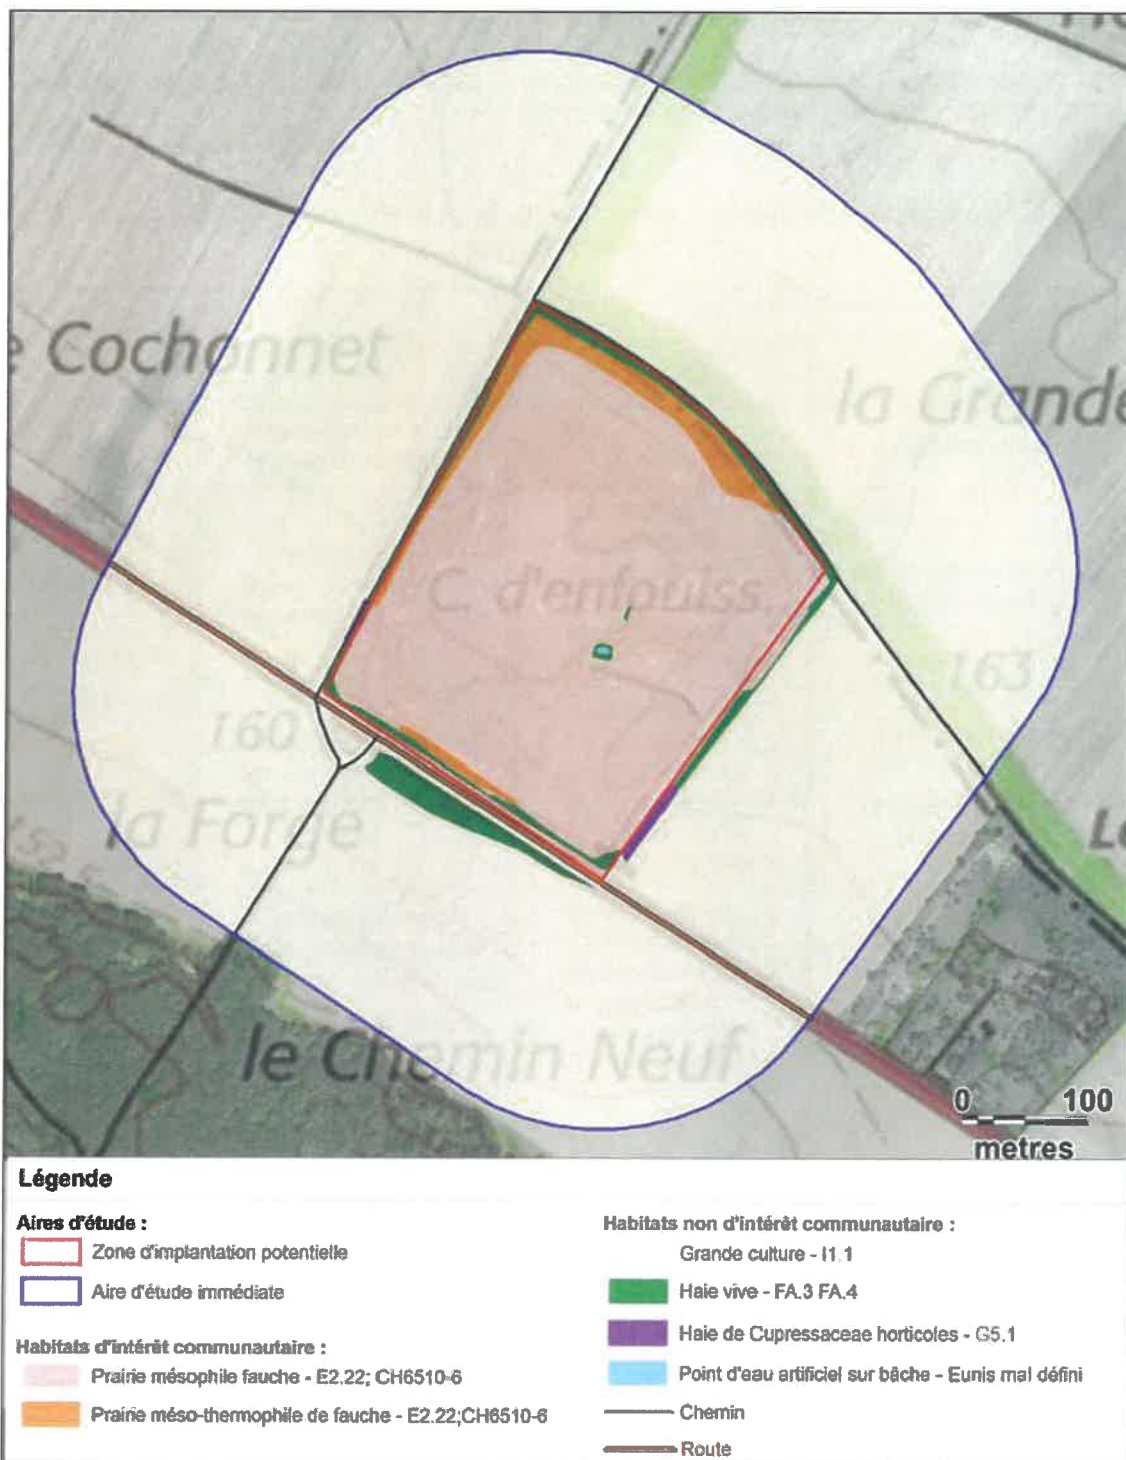 e Cochonnet
la Grande
C. d'enfouiss.
163
160
la Forge
Le
le Chemin Neuf
0 100
metres
Légende
Aires d'étude :
Zone d'implantation potentielle
Aire d'étude immédiate
Habitats d'intérêt communautaire :
Prairie mésophile fauche - E2.22; CH6510-6
Prairie méso-thermophile de fauche - E2.22;CH6510-6
Habitats non d'intérêt communautaire :
Grande culture - I1.1
Haie vive - FA.3 FA.4
Haie de Cupressaceae horticoles - G5.1
Point d'eau artificiel sur bâche - Eunis mal défini
Chemin
Route